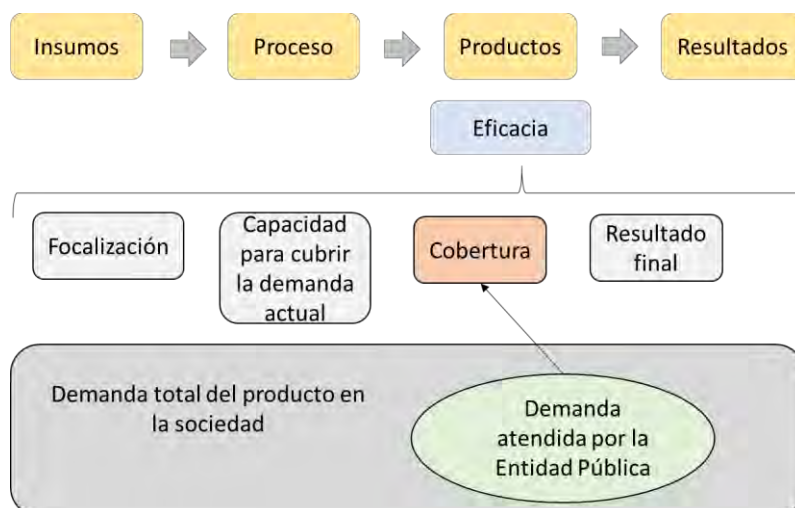 Insumos
Proceso
Productos
Resultados
Eficacia
Focalización
Capacidad
para cubrir
la demanda
actual
Cobertura
Resultado
final
Demanda total del producto en
la sociedad
Demanda
atendida por la
Entidad Pública